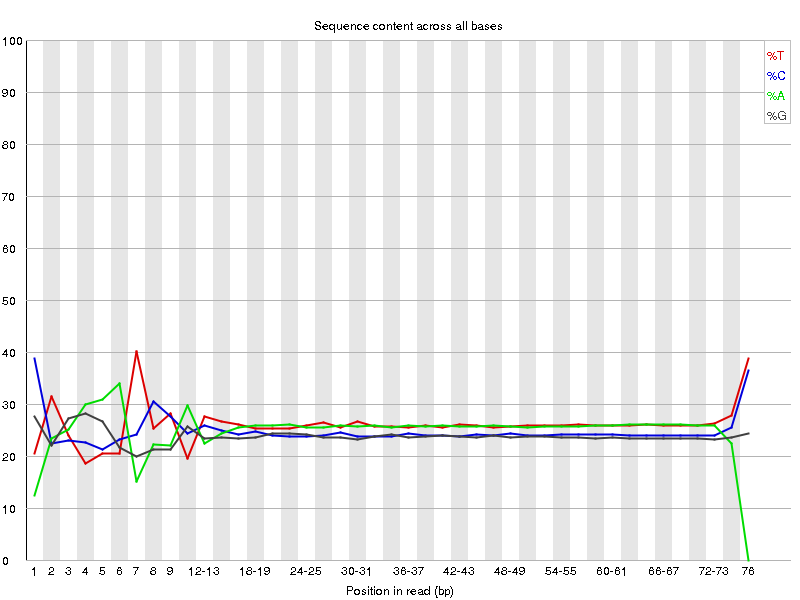 Sequence content across all bases
100
90
80
70
60
50
40
30
20
10
0
%T
%C
%A
%G
1 2 3 4 5 6 7 8 9 12-13 18-19 24-25 30-31 36-37 42-43 48-49 54-55 60-61 66-67 72-73 76
Position in read (bp)